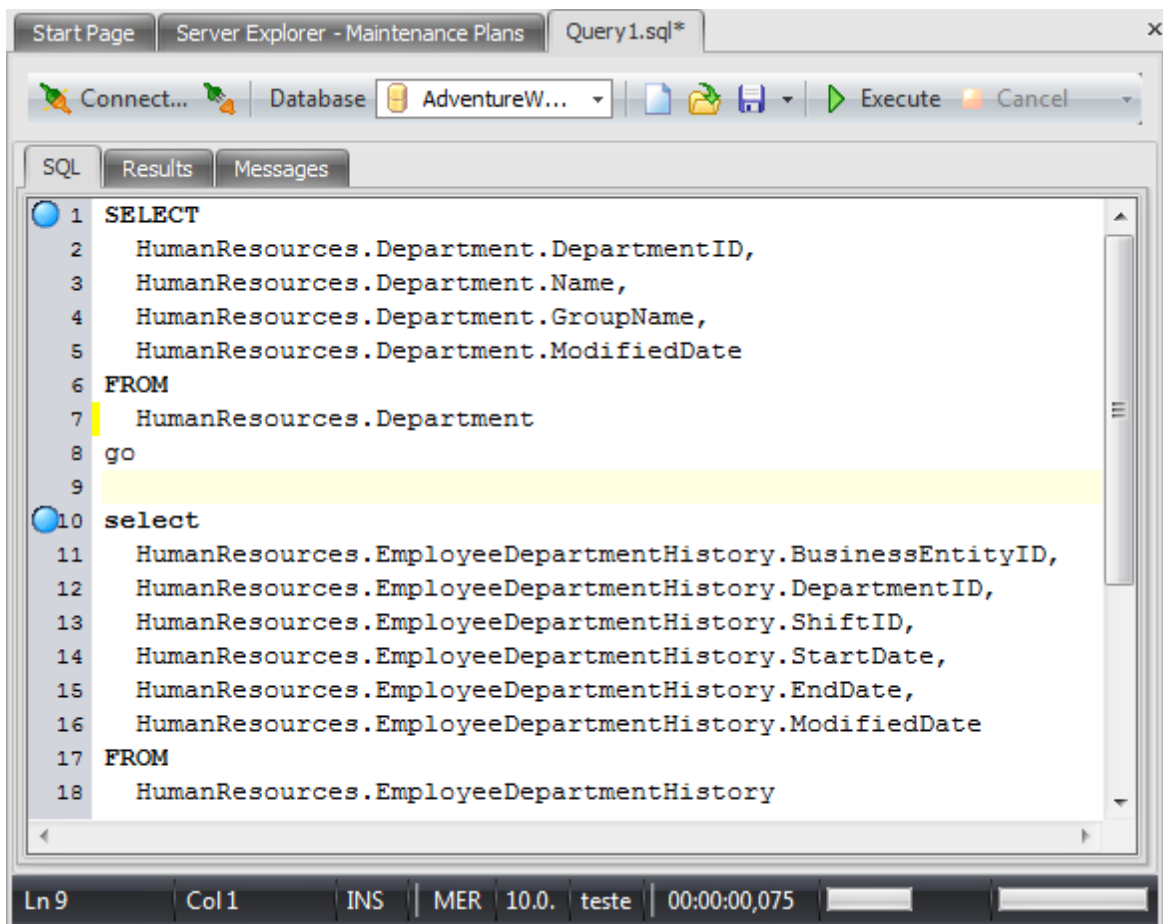 Start Page Server Explorer - Maintenance Plans Query1.sql*
Connect... Database AdventureW... Execute Cancel
SQL Results Messages
1 SELECT
2 HumanResources.Department.DepartmentID,
3 HumanResources.Department.Name,
4 HumanResources.Department.GroupName,
5 HumanResources.Department.ModifiedDate
6 FROM
7 HumanResources.Department
8 go
9
10 select
11 HumanResources.EmployeeDepartmentHistory.BusinessEntityID,
12 HumanResources.EmployeeDepartmentHistory.DepartmentID,
13 HumanResources.EmployeeDepartmentHistory.ShiftID,
14 HumanResources.EmployeeDepartmentHistory.StartDate,
15 HumanResources.EmployeeDepartmentHistory.EndDate,
16 HumanResources.EmployeeDepartmentHistory.ModifiedDate
17 FROM
18 HumanResources.EmployeeDepartmentHistory
Ln 9 Col 1 INS MER 10.0. teste 00:00:00,075